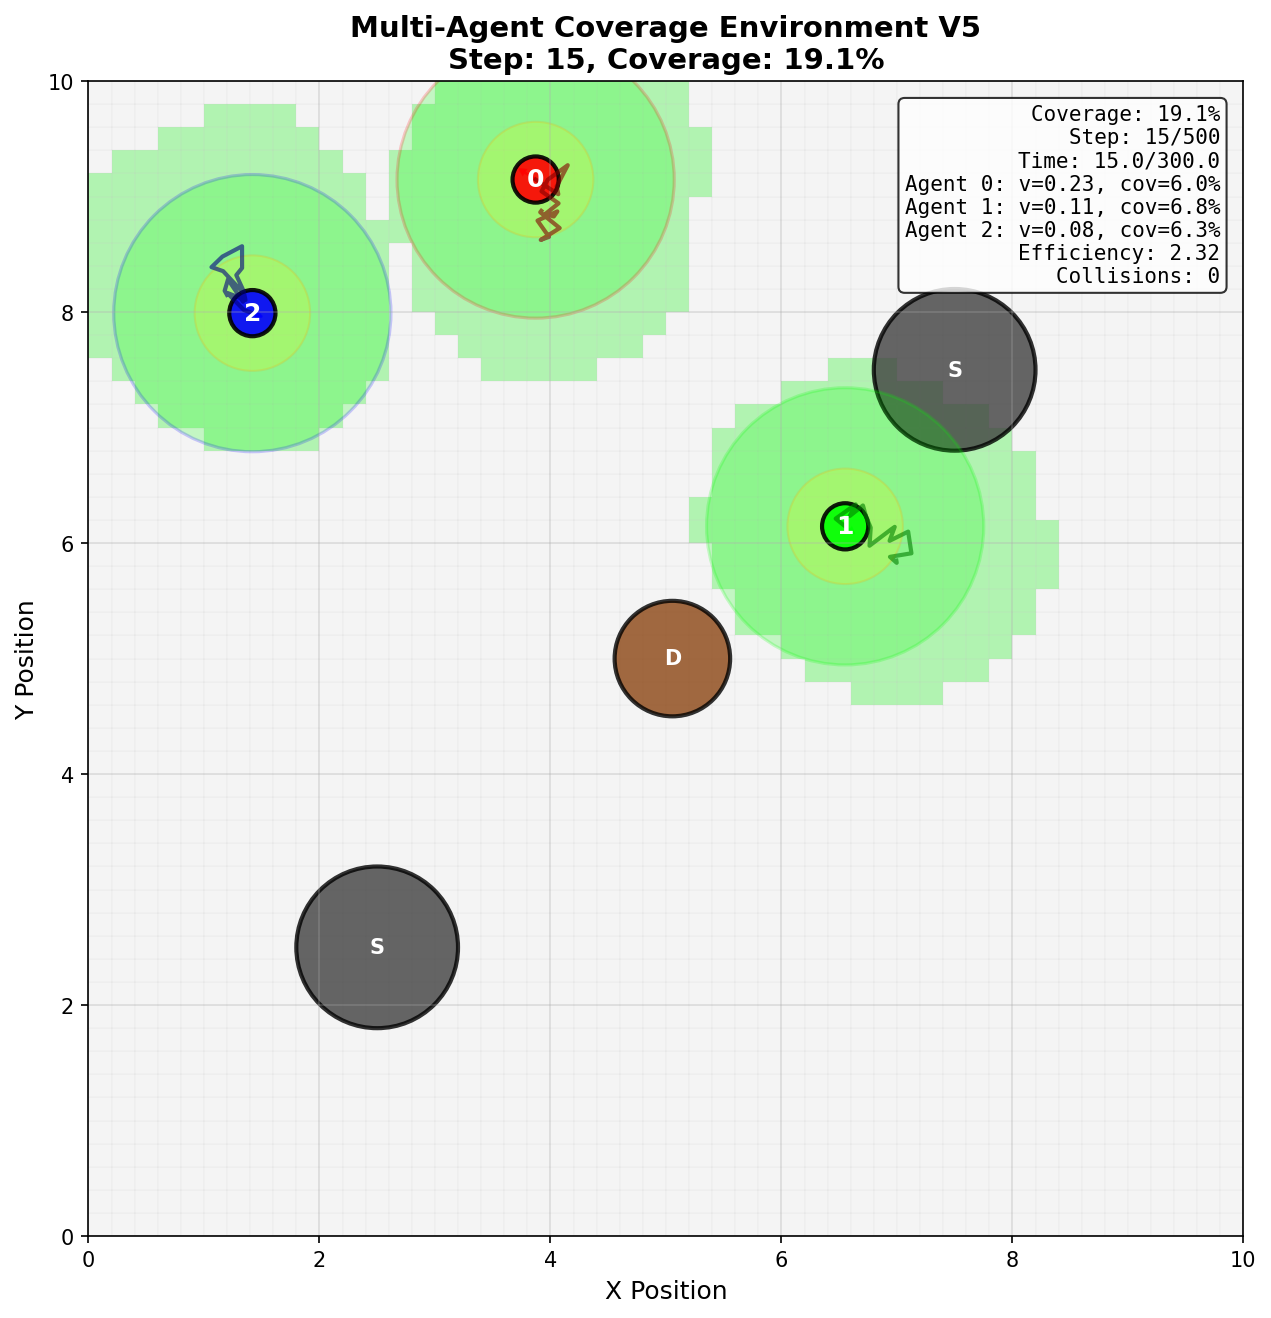 Multi-Agent Coverage Environment V5
Step: 15, Coverage: 19.1%
Coverage: 19.1%
Step: 15/500
Time: 15.0/300.0
Agent 0: v=0.23, cov=6.0%
Agent 1: v=0.11, cov=6.8%
Agent 2: v=0.08, cov=6.3%
Efficiency: 2.32
Collisions: 0
0
2
S
1
D
S
10
8
6
4
2
0
Y Position
0 2 4 6 8 10
X Position